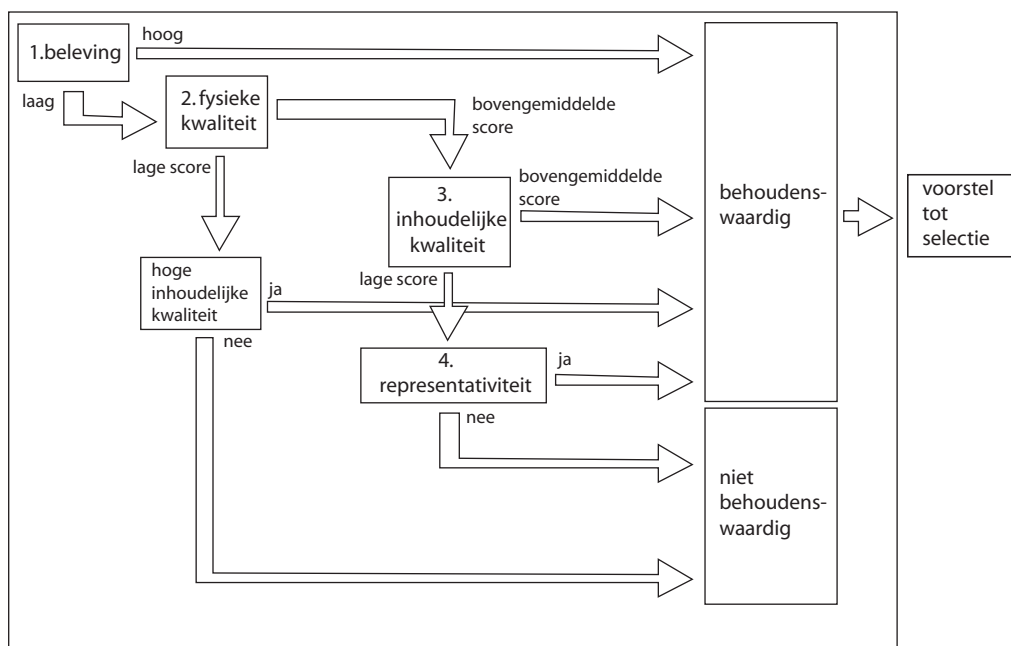 hoog
1.beleving
laag
2. fysieke
kwaliteit
bovengemiddelde
score
lage score
3.
inhoudelijke
kwaliteit
bovengemiddelde
score
behoudens-
waardig
voorstel
tot
selectie
hoge
inhoudelijke
kwaliteit
ja
nee
lage score
4.
representativiteit
ja
nee
niet
behoudens-
waardig